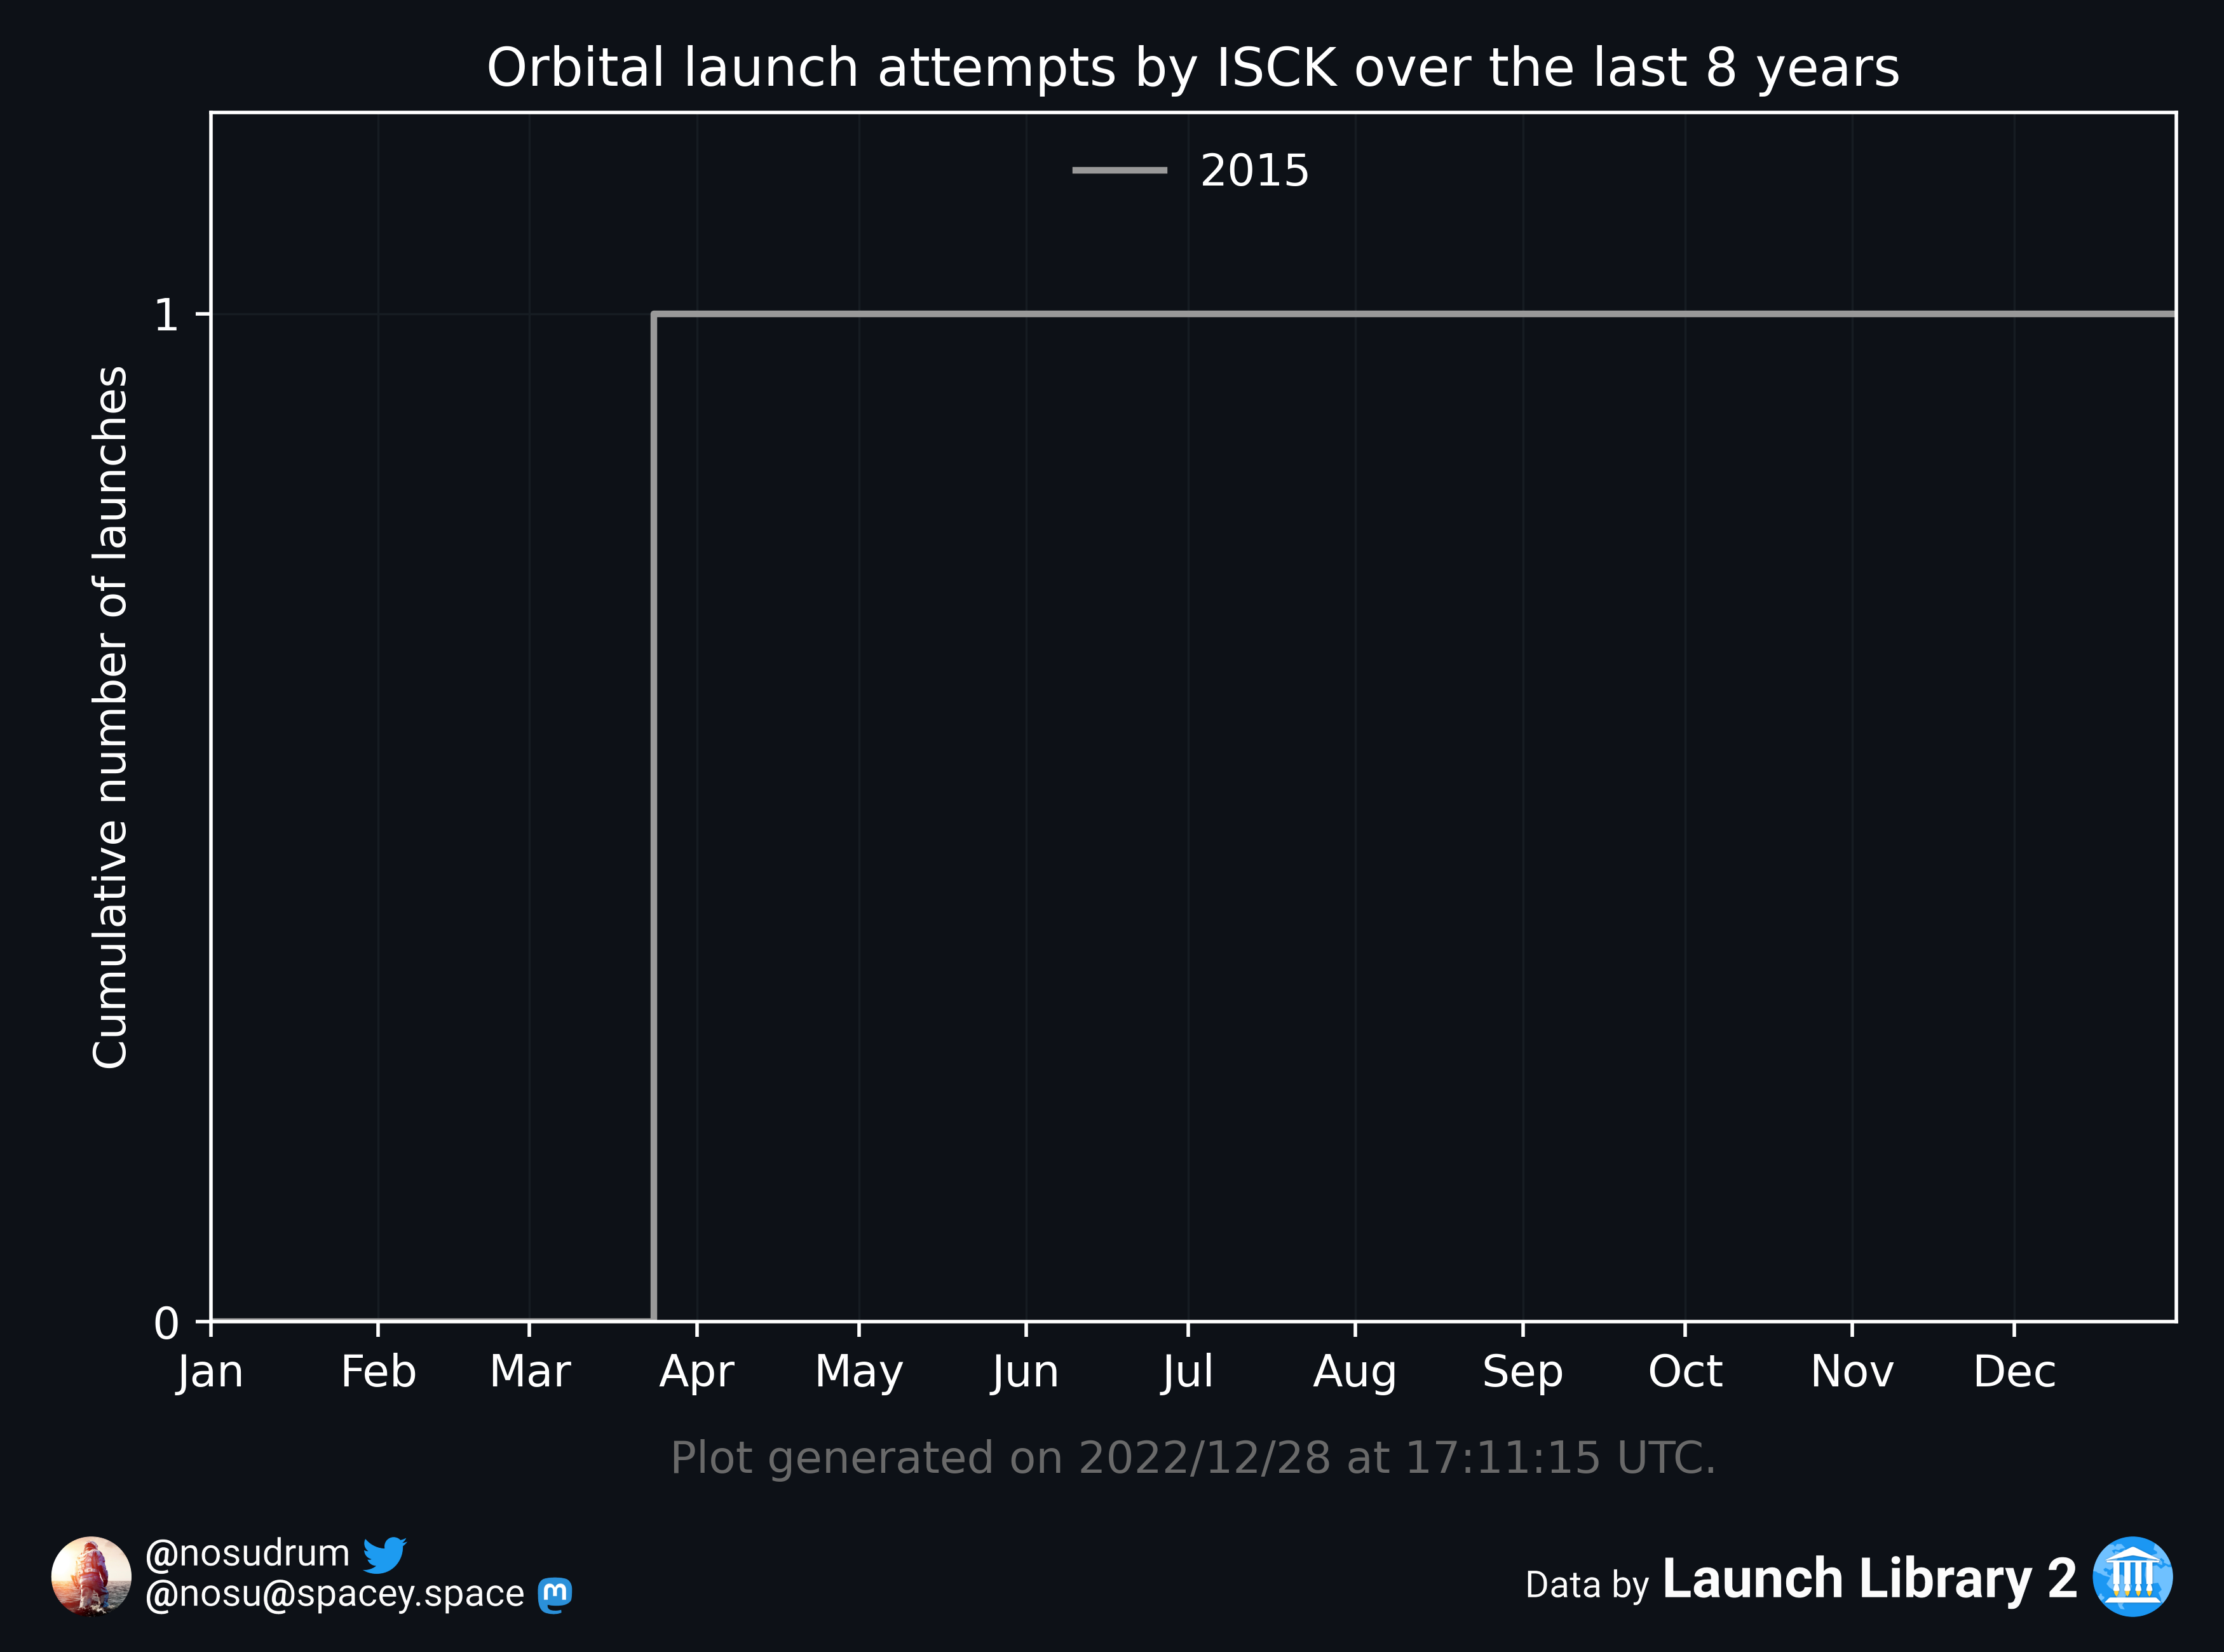 Orbital launch attempts by ISCK over the last 8 years
2015
1
0
Cumulative number of launches
Jan Feb Mar Apr May Jun Jul Aug Sep Oct Nov Dec
Plot generated on 2022/12/28 at 17:11:15 UTC.
@nosudrum
@nosu@spacey.space
Data by Launch Library 2